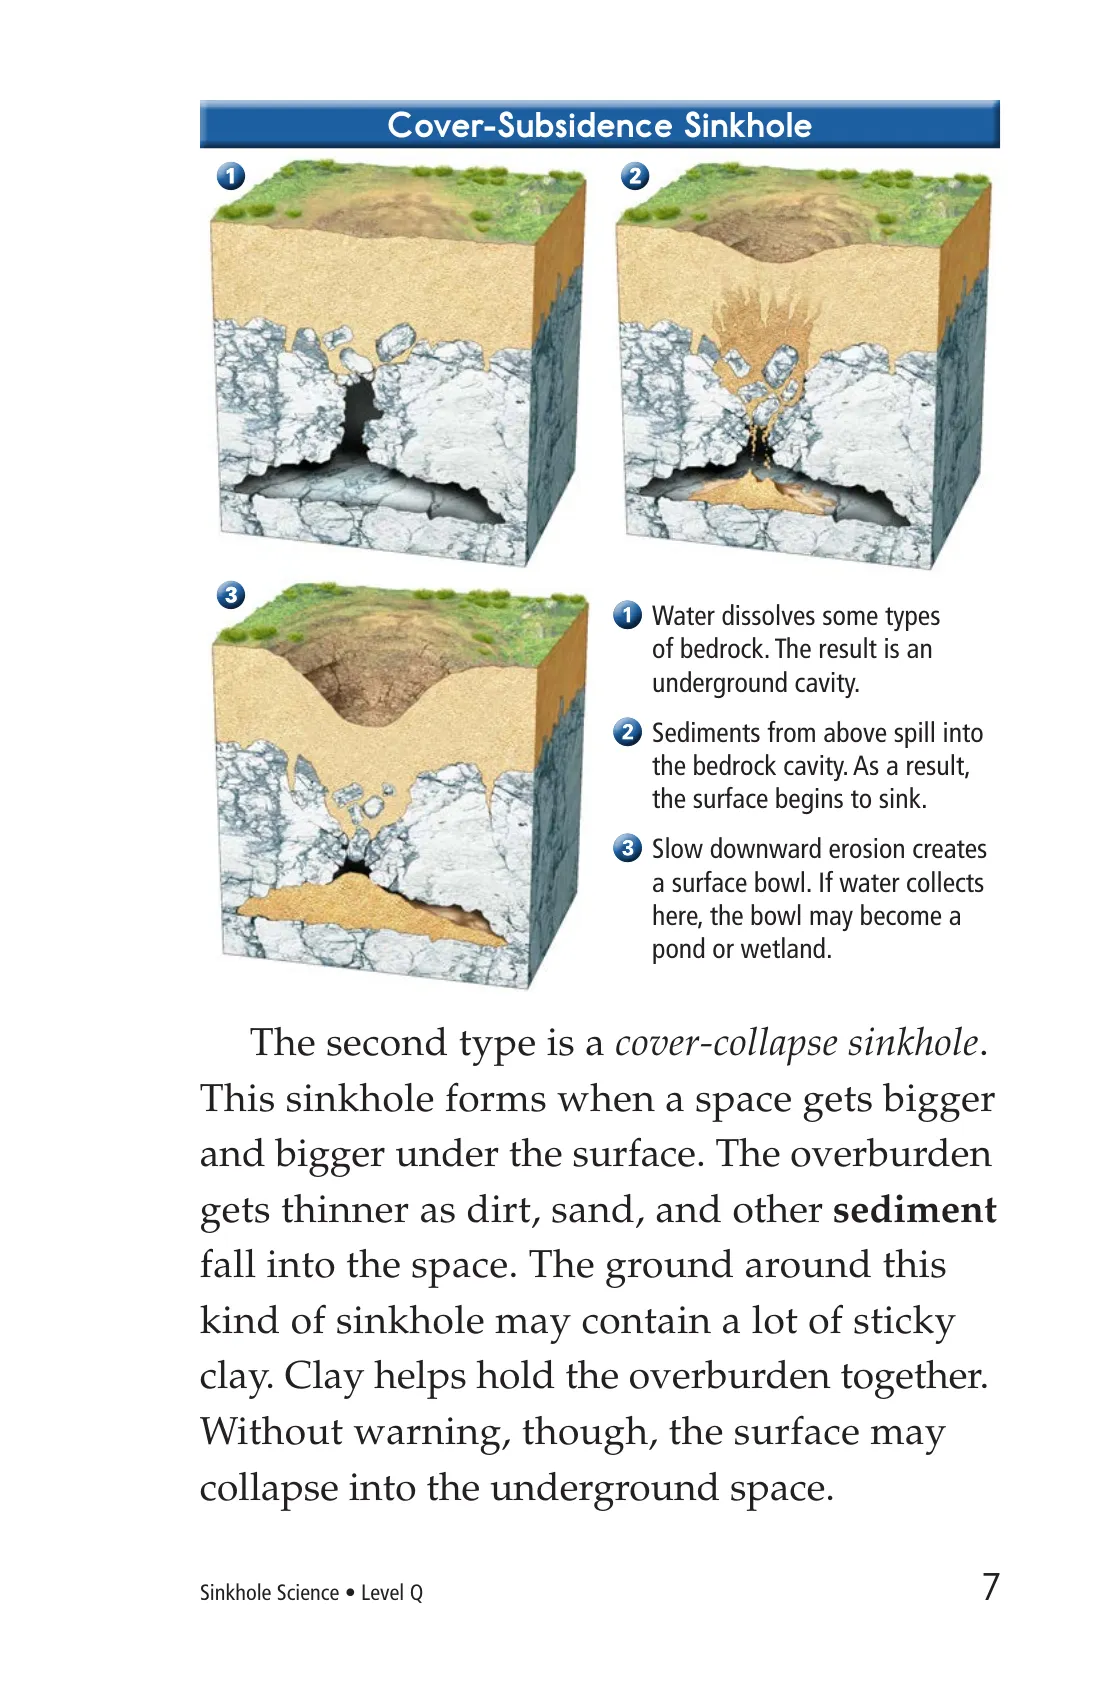 Cover-Subsidence Sinkhole
1
2
3
1 Water dissolves some types
of bedrock. The result is an
underground cavity.
2 Sediments from above spill into
the bedrock cavity. As a result,
the surface begins to sink.
3 Slow downward erosion creates
a surface bowl. If water collects
here, the bowl may become a
pond or wetland.
The second type is a cover-collapse sinkhole.
This sinkhole forms when a space gets bigger
and bigger under the surface. The overburden
gets thinner as dirt, sand, and other sediment
fall into the space. The ground around this
kind of sinkhole may contain a lot of sticky
clay. Clay helps hold the overburden together.
Without warning, though, the surface may
collapse into the underground space.
Sinkhole Science • Level Q
7